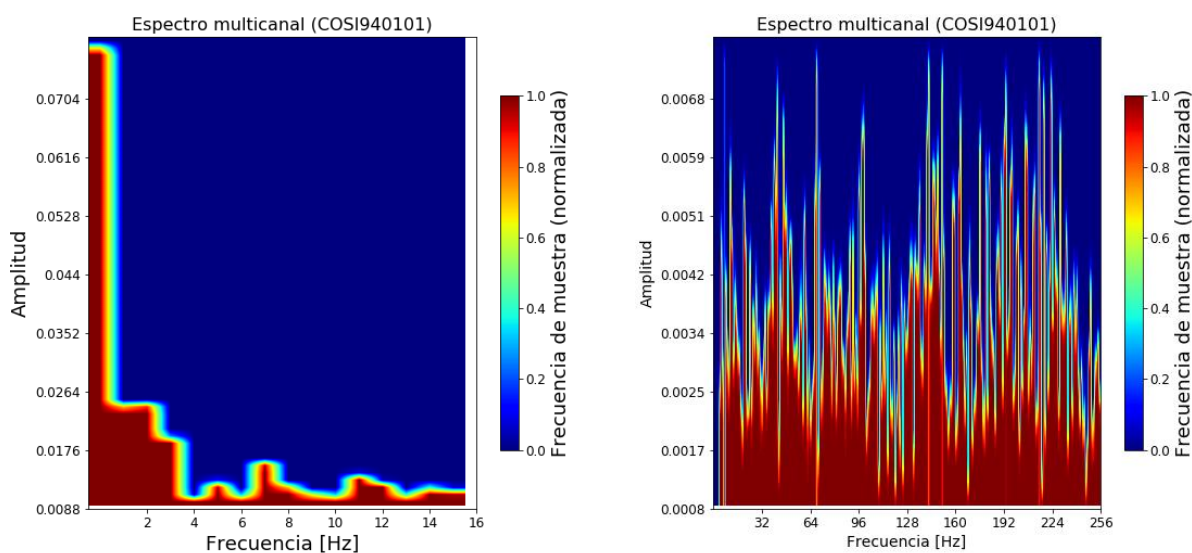 Espectro multicanal (COSI940101)
Amplitud
0.0704
0.0616
0.0528
0.044
0.0352
0.0264
0.0176
0.0088
2 4 6 8 10 12 14 16
Frecuencia [Hz]
1.0
0.8
0.6
0.4
0.2
0.0
Frecuencia de muestra (normalizada)
Espectro multicanal (COSI940101)
Amplitud
0.0068
0.0059
0.0051
0.0042
0.0034
0.0025
0.0017
0.0008
32 64 96 128 160 192 224 256
Frecuencia [Hz]
1.0
0.8
0.6
0.4
0.2
0.0
Frecuencia de muestra (normalizada)